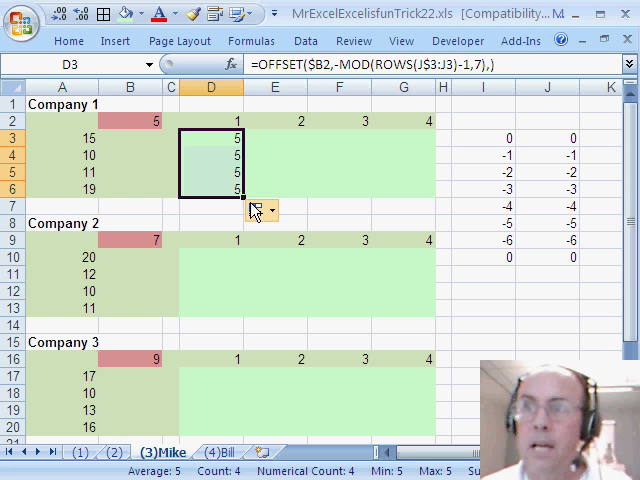 MrExcelExcelisfunTrick22.xls [Compatibility... M
Home Insert Page Layout Formulas Data Review View Developer Add-Ins
D3 fx =OFFSET($B2,-MOD(ROWS(J$3:J3)-1,7),)
A B C D E F G H I J K
1 Company 1
2 5 1 2 3 4
3 15 5 0 0
4 10 5 -1 -1
5 11 5 -2 -2
6 19 5 -3 -3
7 -4 -4
8 Company 2 -5 -5
9 7 1 2 3 4 -6 -6
10 20 0 0
11 12
12 10
13 11
14
15 Company 3
16 9 1 2 3 4
17 17
18 10
19 13
20 16
(1) (2) (3)Mike (4)Bill
Average: 5 Count: 4 Numerical Count: 4 Min: 5 Max: 5